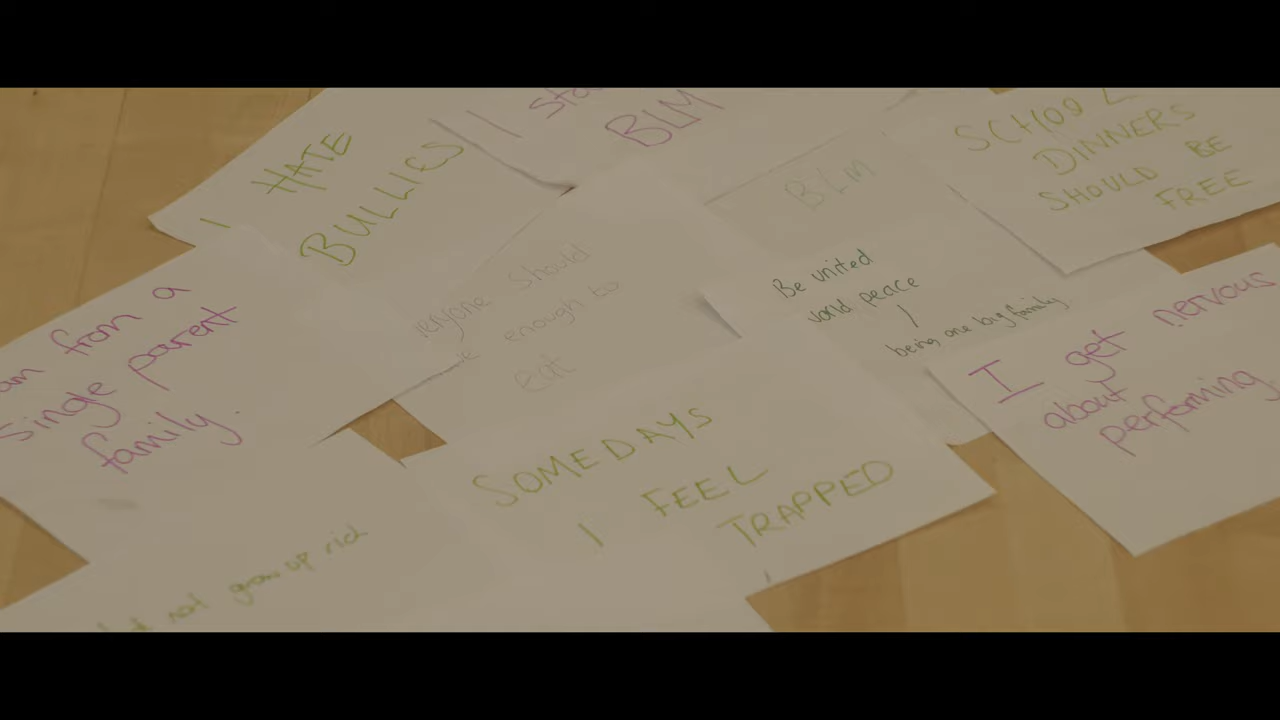 I HATE
BULLIES
I
BLM
SCHOOL
DINNERS
SHOULD BE
FREE
BLM
Be united
world peace
)
being one big family.
should
enough to
eat
from a
single parent
family.
I get nervous
about
performing
SOMEDAYS
I FEEL
TRAPPED
not grow up rich